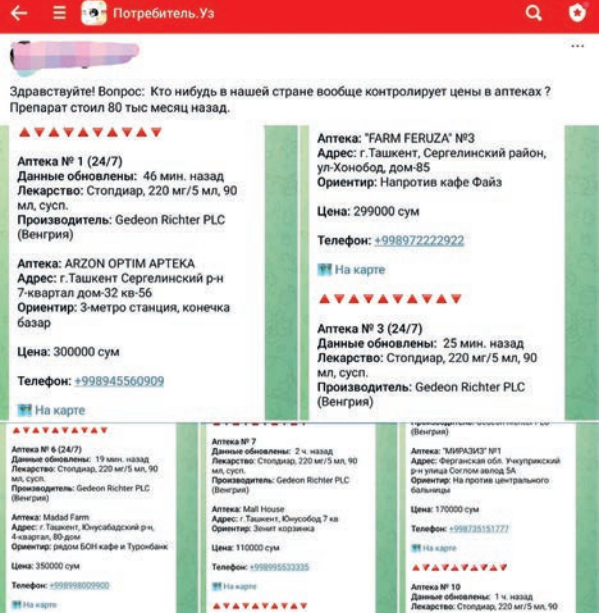 Потребитель.Уз
Здравствуйте! Вопрос: Кто нибудь в нашей стране вообще контролирует цены в аптеках ?
Препарат стоил 80 тыс месяц назад.
Аптека № 1 (24/7)
Данные обновлены: 46 мин. назад
Лекарство: Стопдиар, 220 мг/5 мл, 90
мл, сусп.
Производитель: Gedeon Richter PLC
(Венгрия)
Аптека: ARZON OPTIM APTEKA
Адрес: г.Ташкент Сергелинский р-н
7-квартал дом-32 кв-56
Ориентир: 3-метро станция, конечка
базар
Цена: 300000 сум
Телефон: +998945560909
На карте
Аптека: "FARM FERUZA" №3
Адрес: г.Ташкент, Сергелинский район,
ул-Хонобод, дом-85
Ориентир: Напротив кафе Файз
Цена: 299000 сум
Телефон: +998972222922
На карте
Аптека № 3 (24/7)
Данные обновлены: 25 мин. назад
Лекарство: Стопдиар, 220 мг/5 мл, 90
мл, сусп.
Производитель: Gedeon Richter PLC
(Венгрия)
Аптека № 6 (24/7)
Данные обновлены: 19 мин. назад
Лекарство: Стопдиар, 220 мг/5 мл, 90
мл, сусп.
Производитель: Gedeon Richter PLC
(Венгрия)
Аптека: Madad Farm
Адрес: г.Ташкент, Юнусабадский р-н,
4-квартал, 80-дом
Ориентир: рядом БОН кафе и Туронбанк
Цена: 350000 сум
Телефон: +998998009900
На карте
Аптека № 7
Данные обновлены: 2 ч. назад
Лекарство: Стопдиар, 220 мг/5 мл, 90
мл, сусп.
Производитель: Gedeon Richter PLC
(Венгрия)
Аптека: Mall House
Адрес: г.Ташкент, Юнусобод 7 кв
Ориентир: Зенит корзинка
Цена: 110000 сум
Телефон: +998995533335
На карте
(Венгрия)
Аптека: "МИРАЗИЗ" №1
Адрес: Ферганская обл. Учкуприкский
р-н улица Соглом авлод 5А
Ориентир: На против центрального
больницы
Цена: 170000 сум
Телефон: +998735151777
На карте
Аптека № 10
Данные обновлены: 1 ч. назад
Лекарство: Стопдиар, 220 мг/5 мл, 90